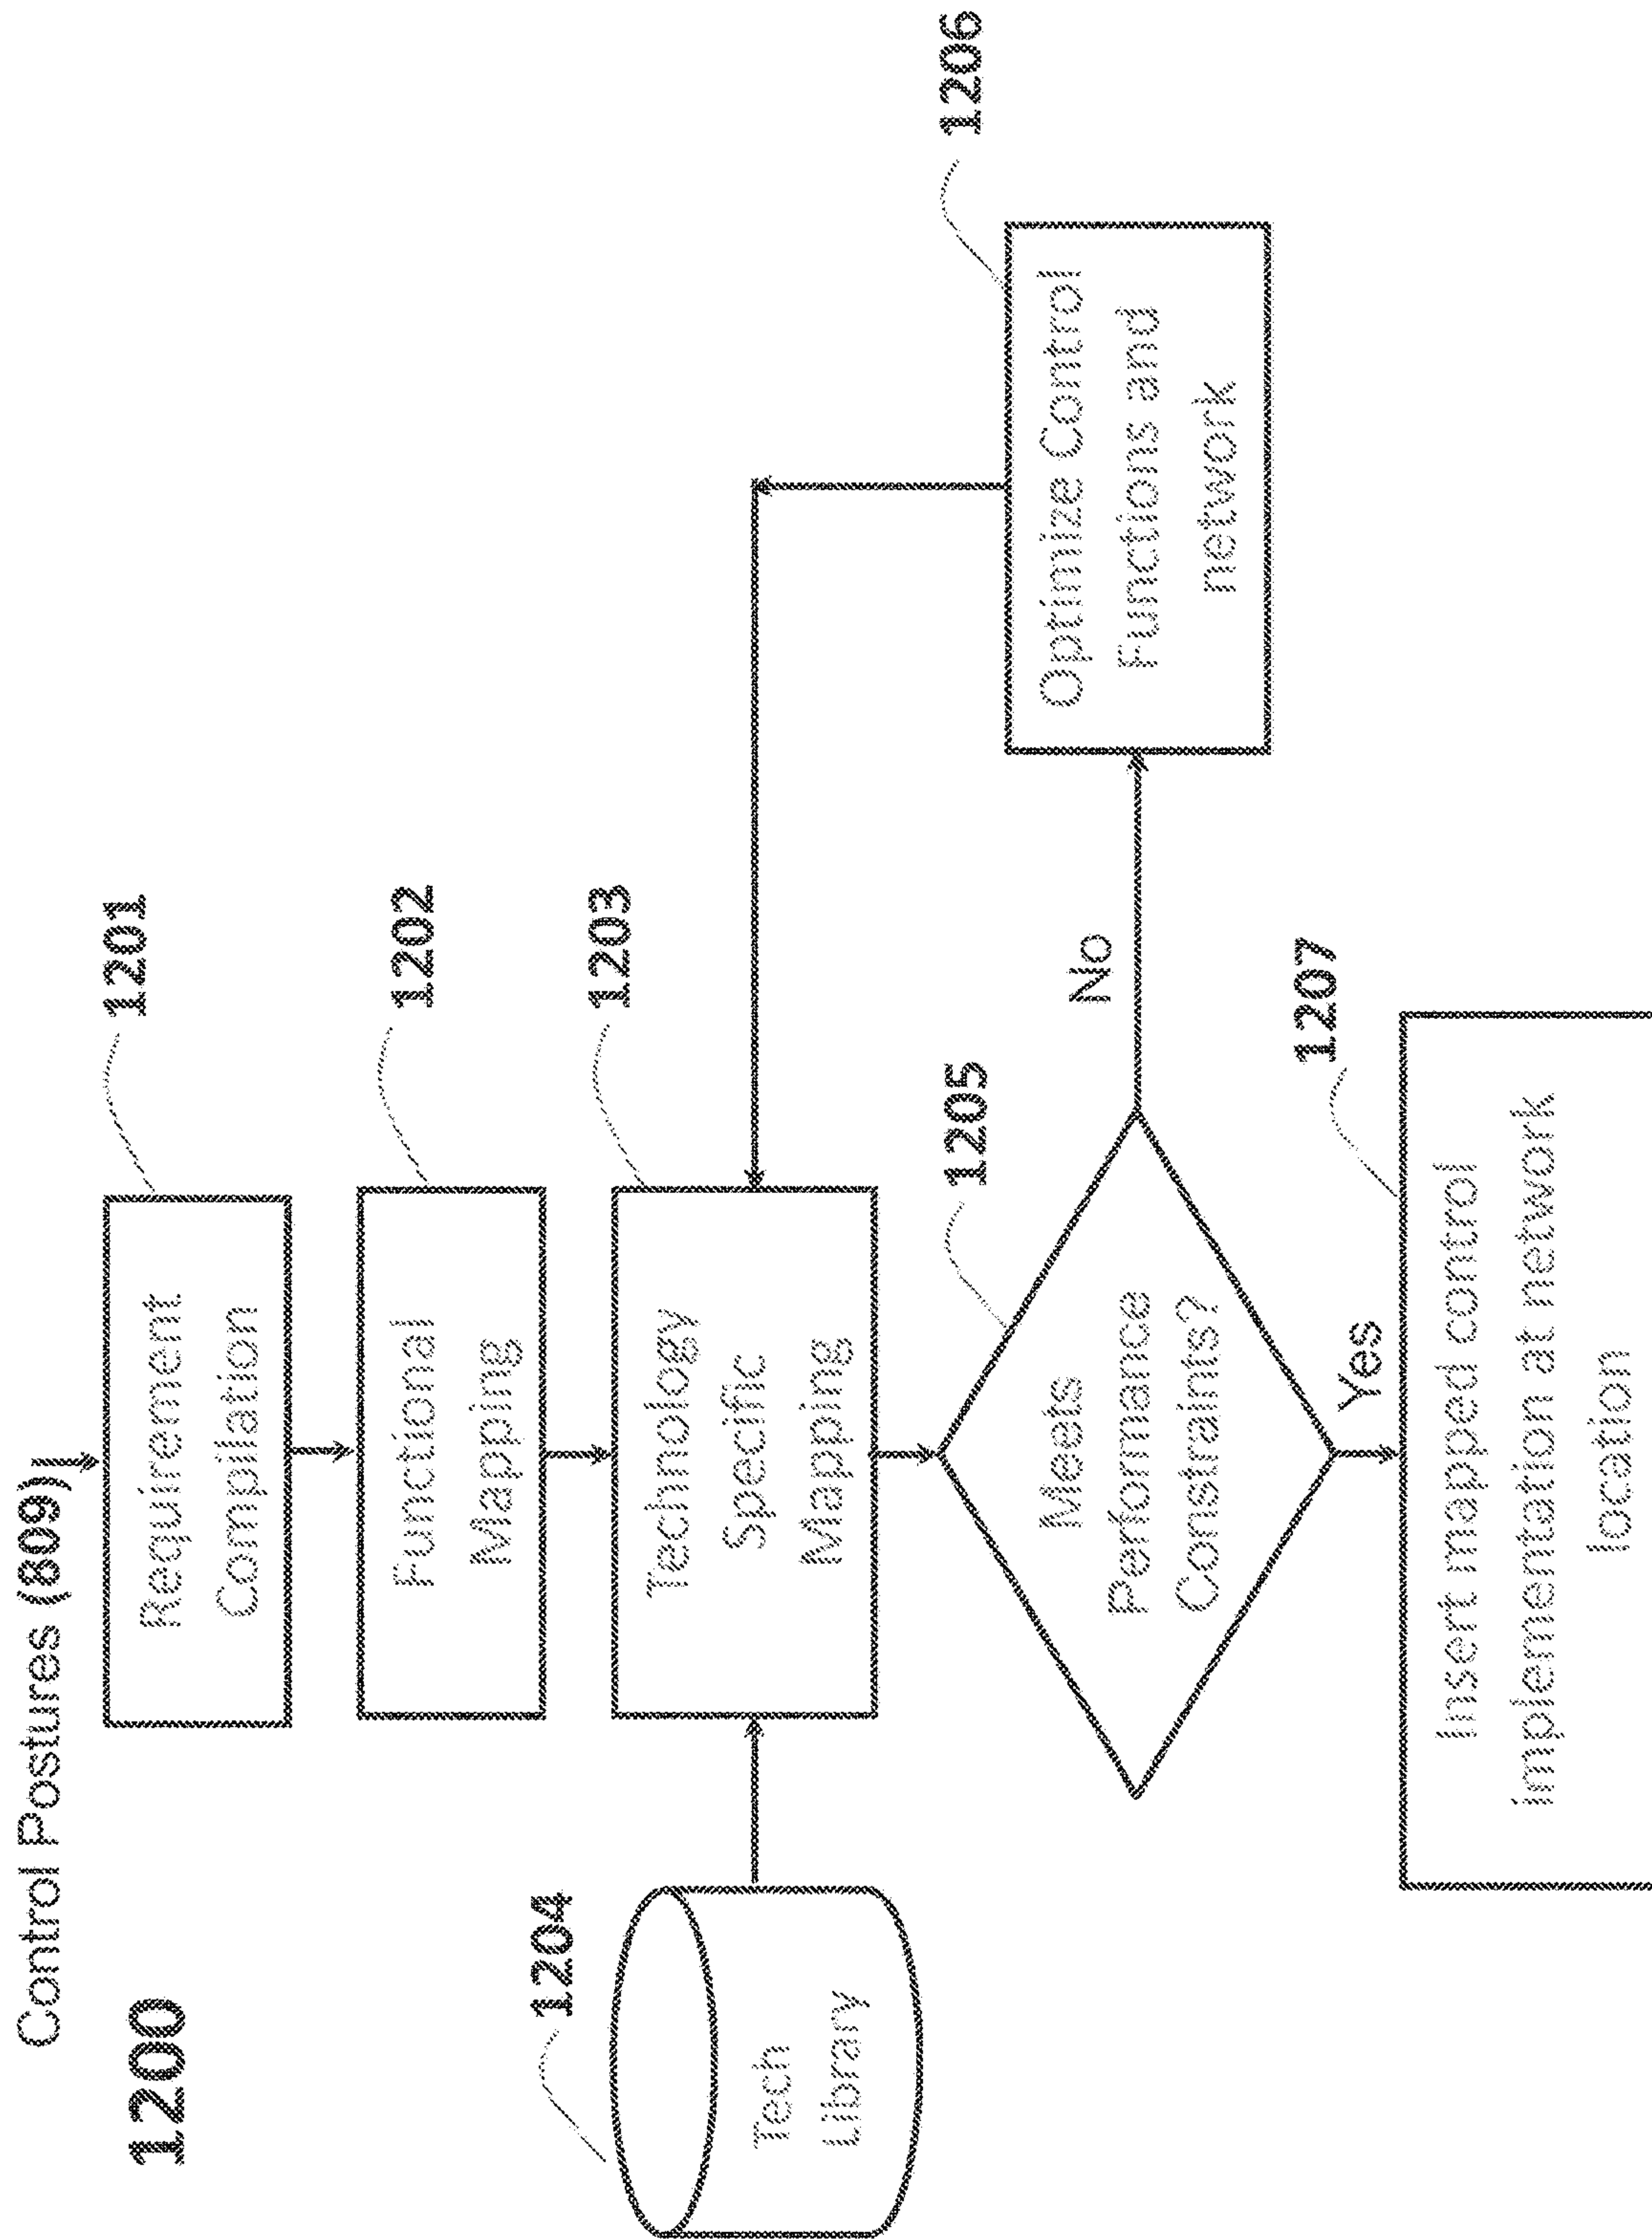 Control Postures (809)
1200
1201
Requirement
Compilation
1202
Functional
Mapping
1203
Technology
Specific
Mapping
1204
Tech
Library
1205
Meets
Performance
Constraints?
No
1206
Optimize Control
Functions and
network
Yes
1207
Insert mapped control
implementation at network
location